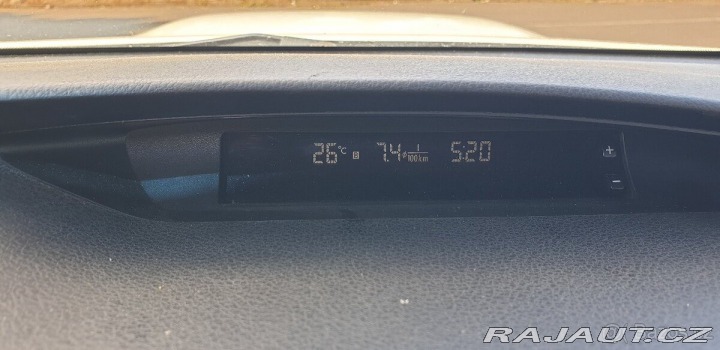 26°C 7.4 l/100km 5:20
+
−
RAJAUT.CZ